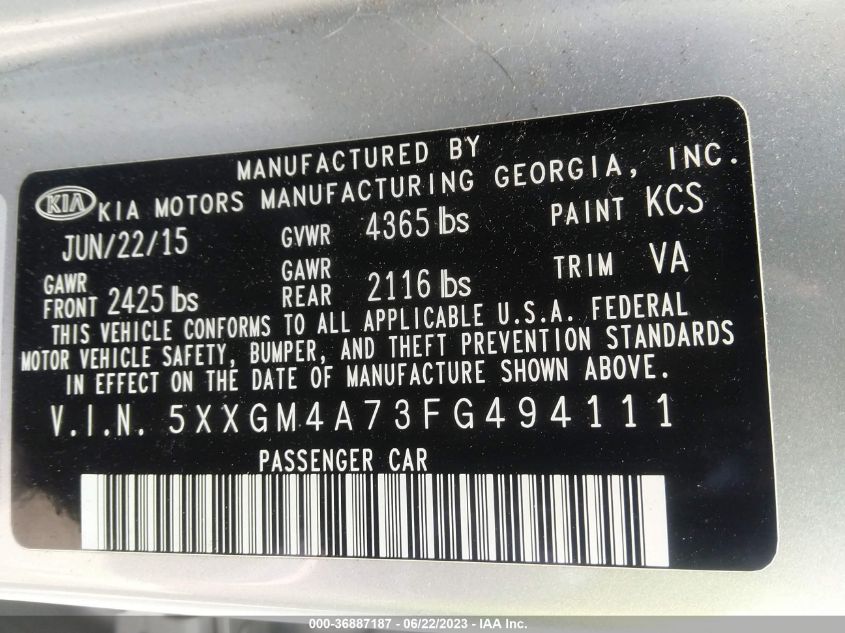 MANUFACTURED BY
KIA KIA MOTORS MANUFACTURING GEORGIA, INC.
JUN/22/15 GVWR 4365 lbs PAINT KCS
GAWR FRONT 2425 lbs GAWR REAR 2116 lbs TRIM VA
THIS VEHICLE CONFORMS TO ALL APPLICABLE U.S.A. FEDERAL
MOTOR VEHICLE SAFETY, BUMPER, AND THEFT PREVENTION STANDARDS
IN EFFECT ON THE DATE OF MANUFACTURE SHOWN ABOVE.
V.I.N. 5XXGM4A73FG494111
PASSENGER CAR
000-36887187 - 06/22/2023 - IAA Inc.